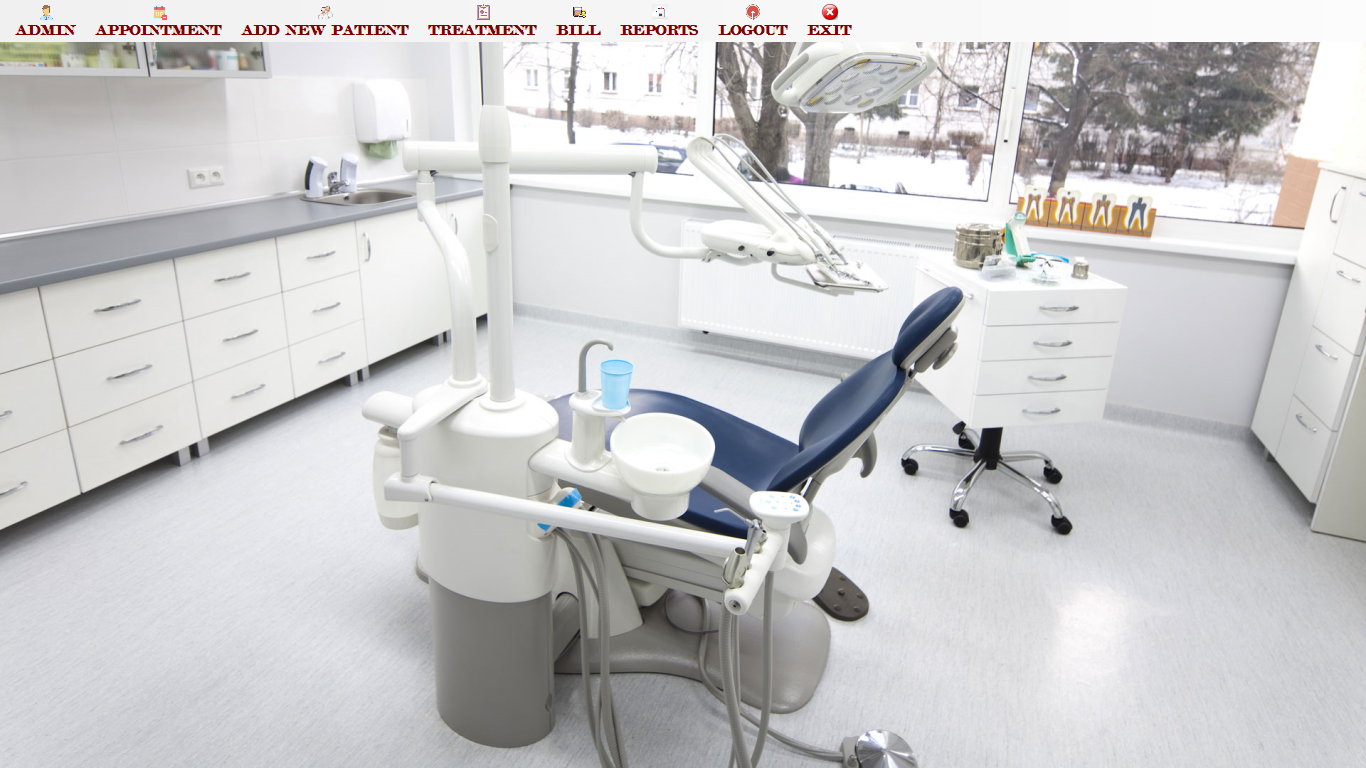 ADMIN APPOINTMENT ADD NEW PATIENT TREATMENT BILL REPORTS LOGOUT EXIT